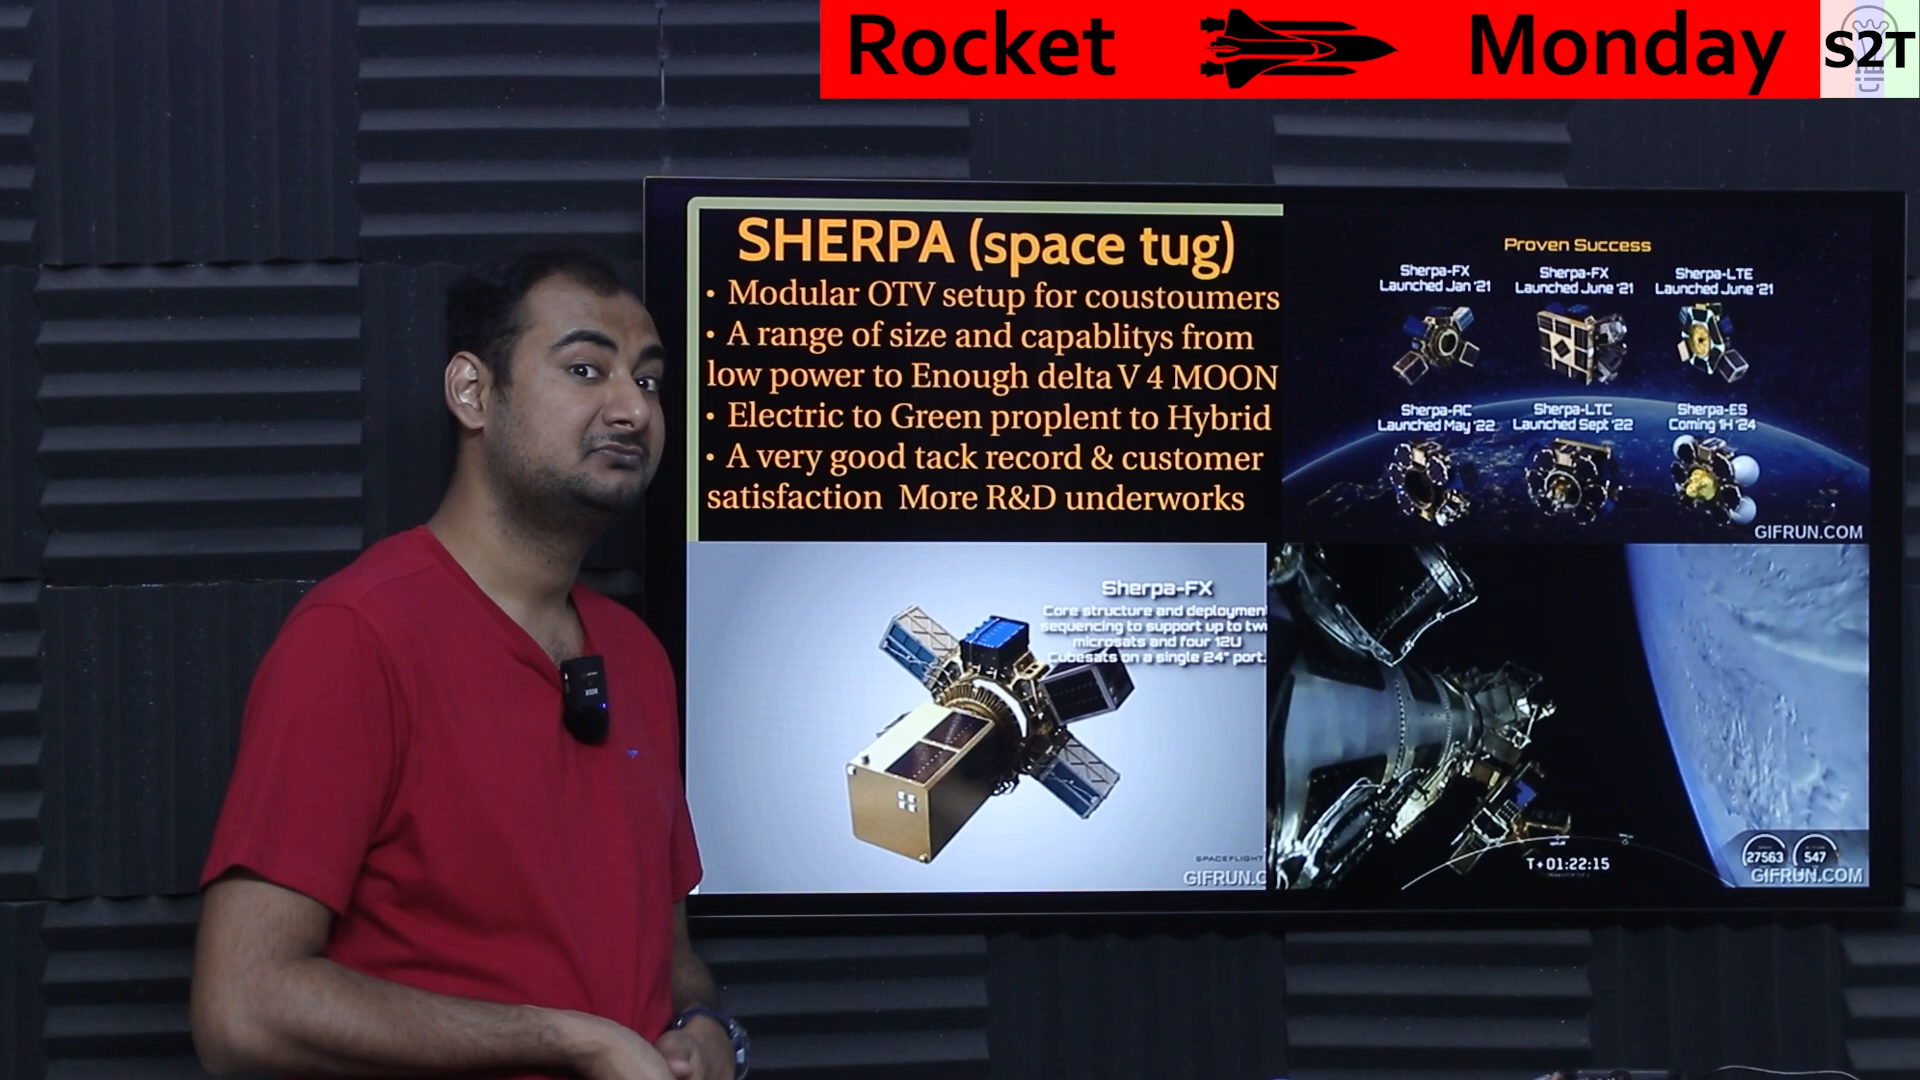 Rocket Monday S2T
SHERPA (space tug)
• Modular OTV setup for coustoumers
• A range of size and capablitys from
low power to Enough delta V 4 MOON
• Electric to Green proplent to Hybrid
• A very good tack record & customer
satisfaction More R&D underworks
Proven Success
Sherpa-FX
Launched Jan '21
Sherpa-FX
Launched June '21
Sherpa-LTE
Launched June '21
Sherpa-AC
Launched May '22
Sherpa-LTC
Launched Sept '22
Sherpa-ES
Coming 1H '24
GIFRUN.COM
Sherpa-FX
Core structure and deploymen
sequencing to support up to tw
microsats and four 12U
Cubesats on a single 24" port.
SPACEFLIGHT
GIFRUN.C
T+01:22:15
27563 547
GIFRUN.COM